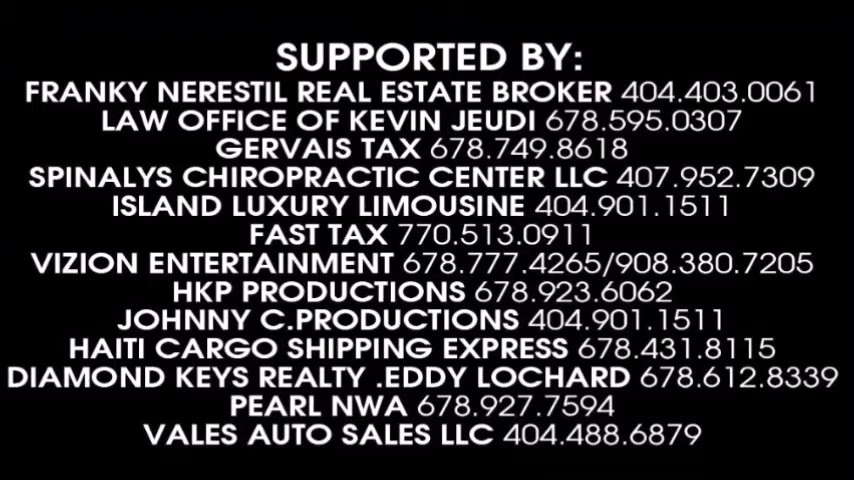 SUPPORTED BY:
FRANKY NERESTIL REAL ESTATE BROKER 404.403.0061
LAW OFFICE OF KEVIN JEUDI 678.595.0307
GERVAIS TAX 678.749.8618
SPINALYS CHIROPRACTIC CENTER LLC 407.952.7309
ISLAND LUXURY LIMOUSINE 404.901.1511
FAST TAX 770.513.0911
VIZION ENTERTAINMENT 678.777.4265/908.380.7205
HKP PRODUCTIONS 678.923.6062
JOHNNY C.PRODUCTIONS 404.901.1511
HAITI CARGO SHIPPING EXPRESS 678.431.8115
DIAMOND KEYS REALTY .EDDY LOCHARD 678.612.8339
PEARL NWA 678.927.7594
VALES AUTO SALES LLC 404.488.6879